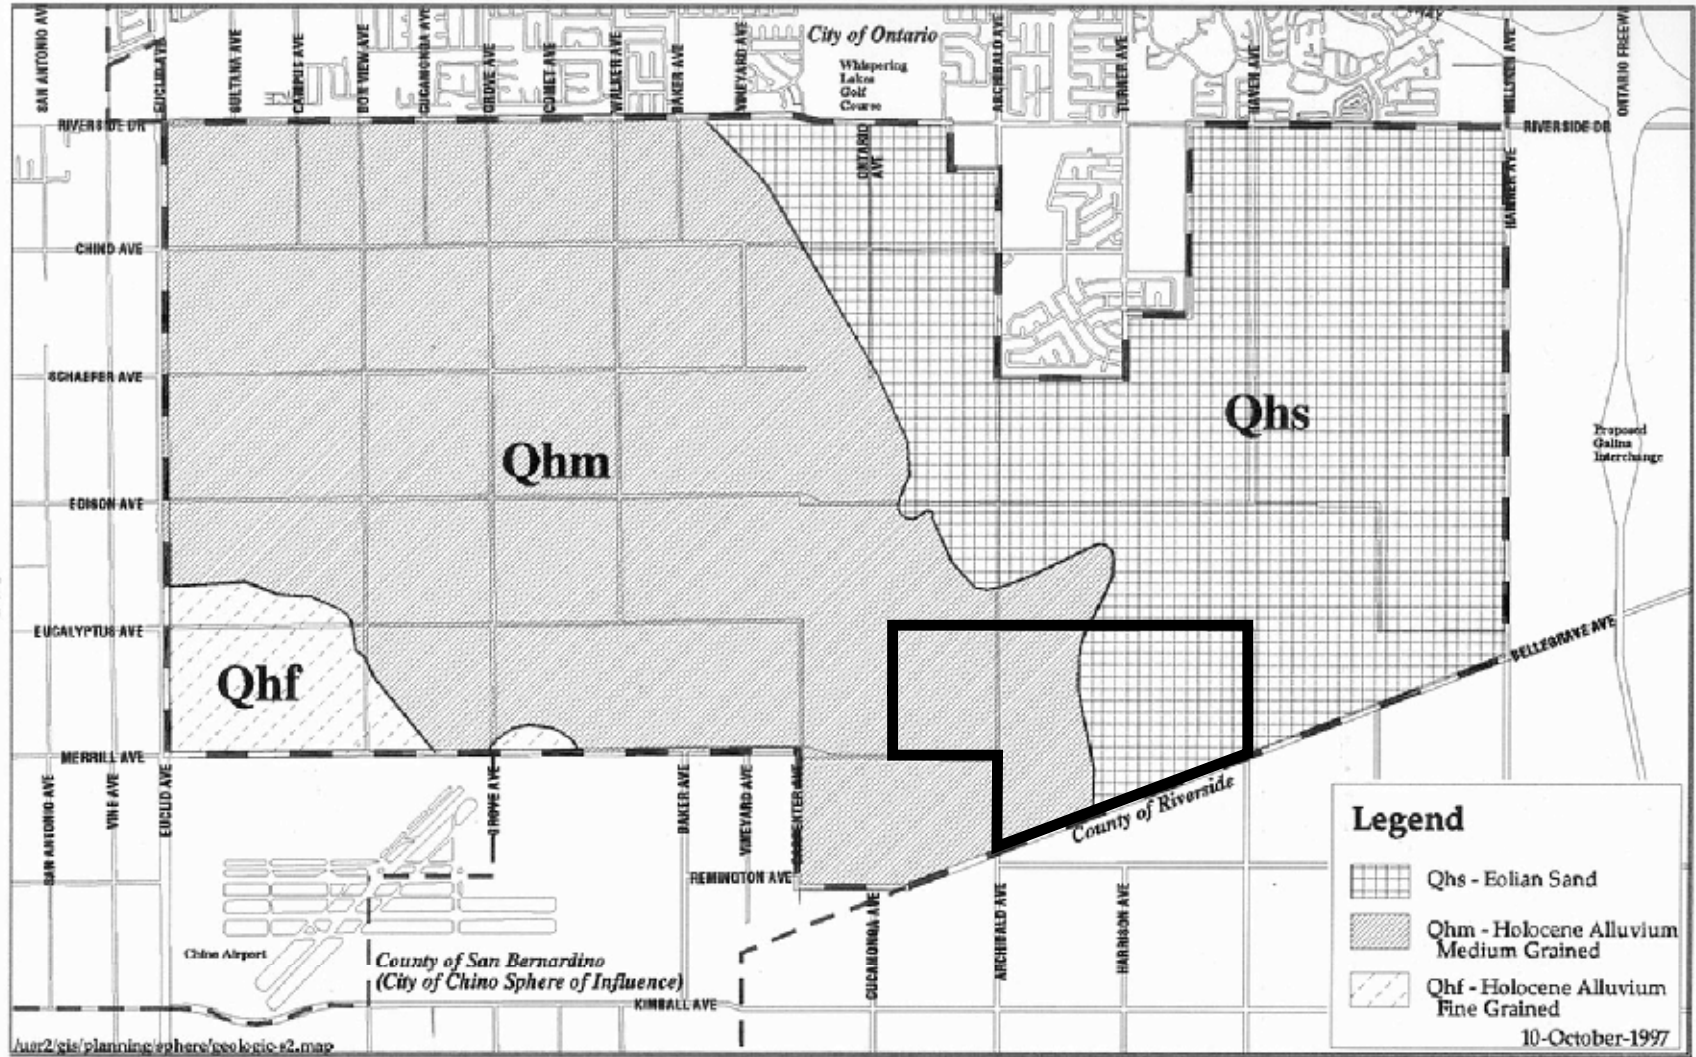 SAN ANTONIO AVE
EUCLID AVE
SULTANA AVE
CAMPUS AVE
BON VIEW AVE
CUCAMONGA AVE
GROVE AVE
COMET AVE
WALKER AVE
BAKER AVE
VINEYARD AVE
City of Ontario
Whispering
Lakes
Golf
Course
ARCHIBALD AVE
TURNER AVE
HAVEN AVE
MILLIKEN AVE
ONTARIO FREEWA
RIVERSIDE DR
ONTARIO
AVE
RIVERSIDE DR
HAMNER AVE
CHINO AVE
SCHAEFER AVE
Qhs
Proposed
Galina
Interchange
Qhm
EDISON AVE
EUCALYPTUS AVE
BELLEGRAVE AVE
Qhf
MERRILL AVE
SAN ANTONIO AVE
VINE AVE
EUCLID AVE
GROVE AVE
BAKER AVE
VINEYARD AVE
CARPENTER AVE
County of Riverside
REMINGTON AVE
CUCAMONGA AVE
ARCHIBALD AVE
HARRISON AVE
Chino Airport
County of San Bernardino
(City of Chino Sphere of Influence)
KIMBALL AVE
Legend
Qhs - Eolian Sand
Qhm - Holocene Alluvium
Medium Grained
Qhf - Holocene Alluvium
Fine Grained
10-October-1997
/usr2/gis/planning/sphere/geologic-s2.map